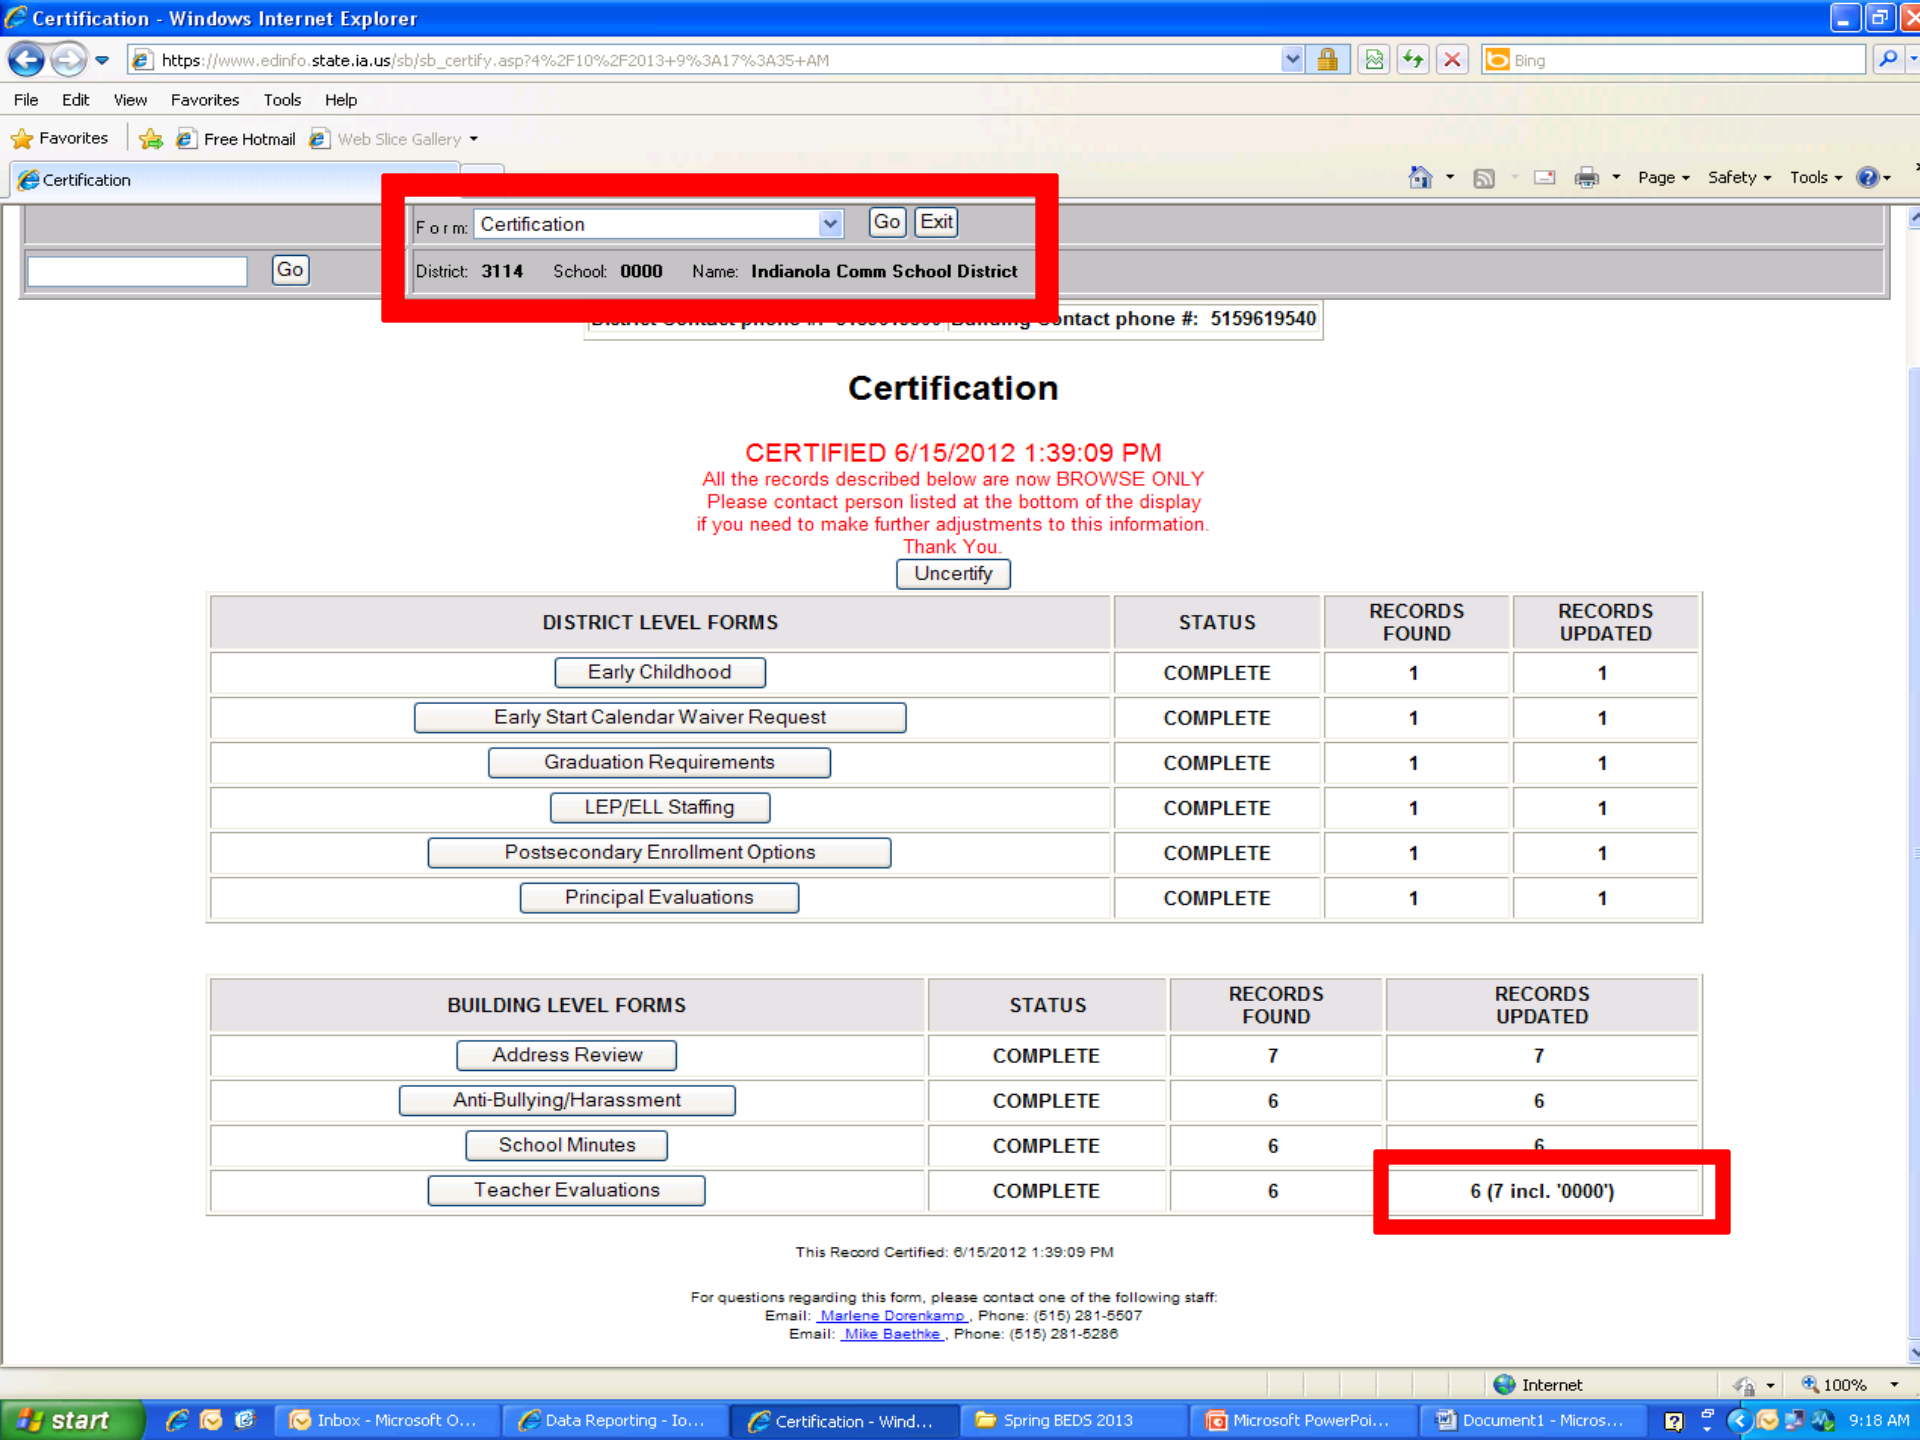 Certification - Windows Internet Explorer
https://www.edinfo.state.ia.us/sb/sb_certify.asp?4%2F10%2F2013+9%3A17%3A35+AM
Bing
File Edit View Favorites Tools Help
Favorites Free Hotmail Web Slice Gallery
Certification
Page Safety Tools
Form: Certification Go Exit
Go
District: 3114 School: 0000 Name: Indianola Comm School District
Contact phone #: 5159619540
Certification
CERTIFIED 6/15/2012 1:39:09 PM
All the records described below are now BROWSE ONLY
Please contact person listed at the bottom of the display
if you need to make further adjustments to this information.
Thank You.
Uncertify
DISTRICT LEVEL FORMS STATUS RECORDS FOUND RECORDS UPDATED
Early Childhood COMPLETE 1 1
Early Start Calendar Waiver Request COMPLETE 1 1
Graduation Requirements COMPLETE 1 1
LEP/ELL Staffing COMPLETE 1 1
Postsecondary Enrollment Options COMPLETE 1 1
Principal Evaluations COMPLETE 1 1
BUILDING LEVEL FORMS STATUS RECORDS FOUND RECORDS UPDATED
Address Review COMPLETE 7 7
Anti-Bullying/Harassment COMPLETE 6 6
School Minutes COMPLETE 6 6
Teacher Evaluations COMPLETE 6 6 (7 incl. '0000')
This Record Certified: 6/15/2012 1:39:09 PM
For questions regarding this form, please contact one of the following staff:
Email: Marlene Dorenkamp , Phone: (515) 281-5507
Email: Mike Baethke , Phone: (515) 281-5286
Internet 100%
start Inbox - Microsoft O... Data Reporting - Io... Certification - Wind... Spring BEDS 2013 Microsoft PowerPoi... Document1 - Micros... 9:18 AM